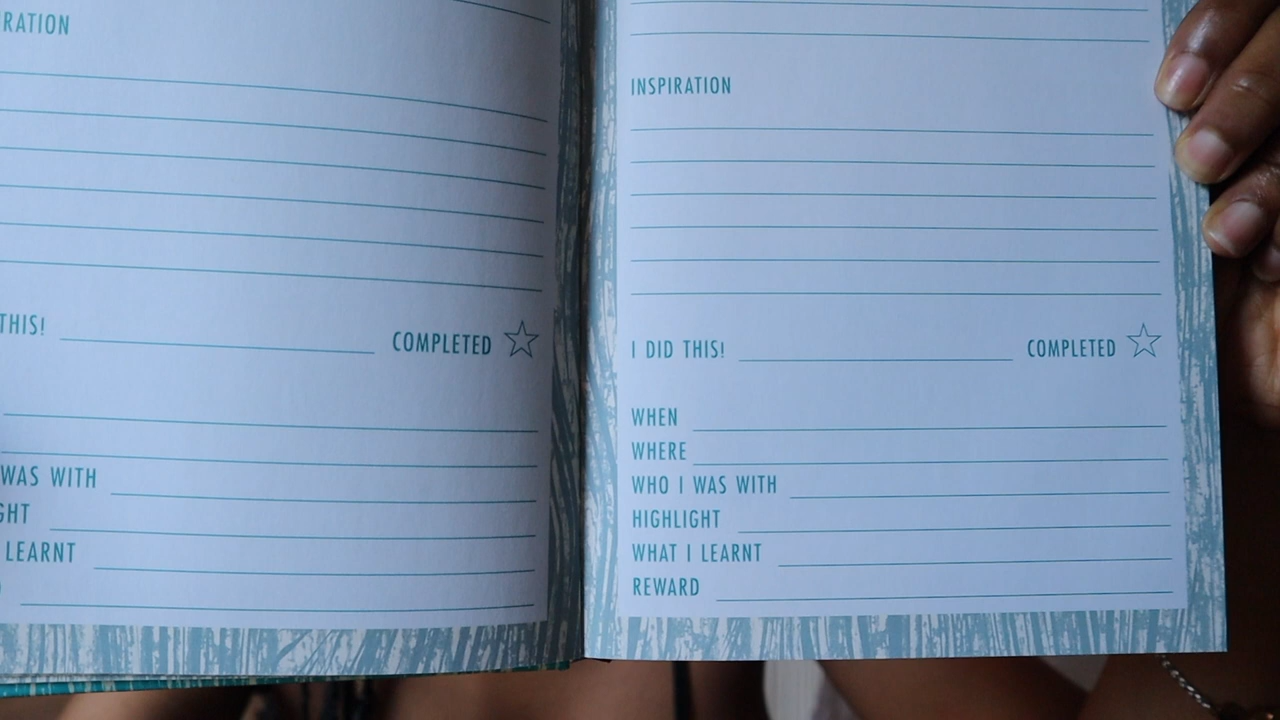 RATION
THIS! COMPLETED
WAS WITH
GHT
LEARNT
INSPIRATION
I DID THIS! COMPLETED
WHEN
WHERE
WHO I WAS WITH
HIGHLIGHT
WHAT I LEARNT
REWARD